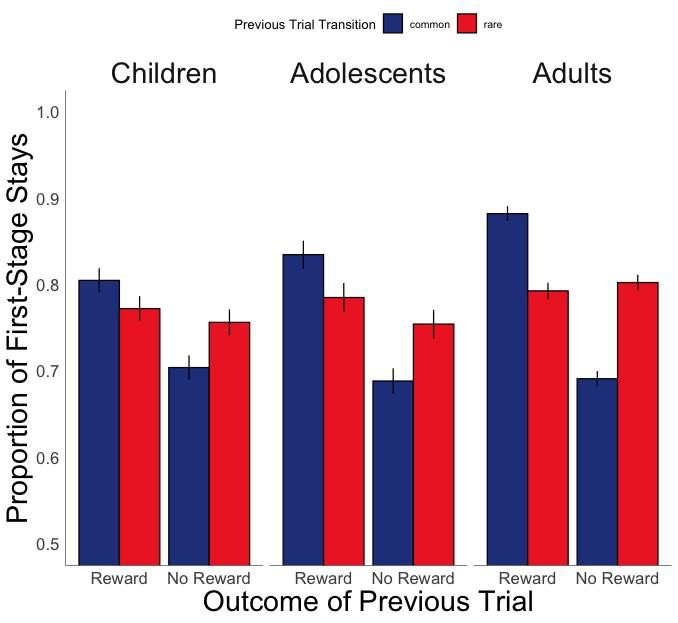 Previous Trial Transition common rare
Children Adolescents Adults
Proportion of First-Stage Stays
1.0
0.9
0.8
0.7
0.6
0.5
Reward No Reward Reward No Reward Reward No Reward
Outcome of Previous Trial